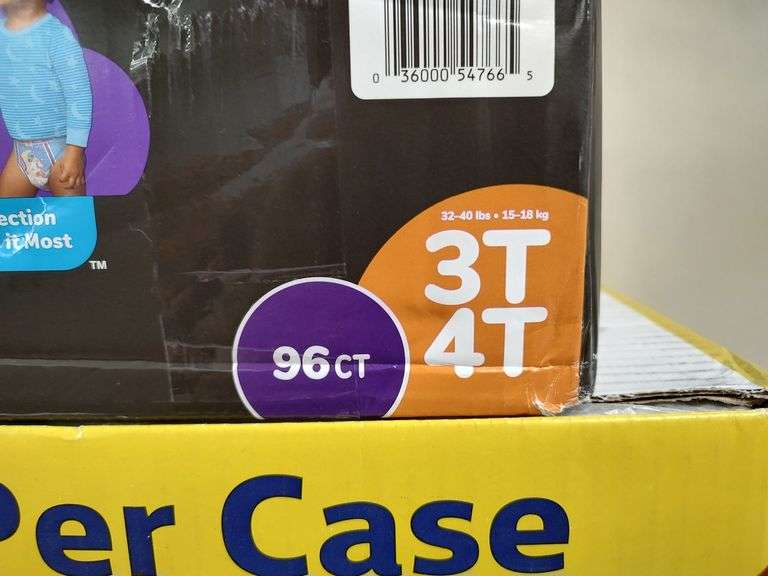 0 36000 54766 5
ection
it Most
TM
32–40 lbs • 15–18 kg
3T
4T
96 CT
Per Case